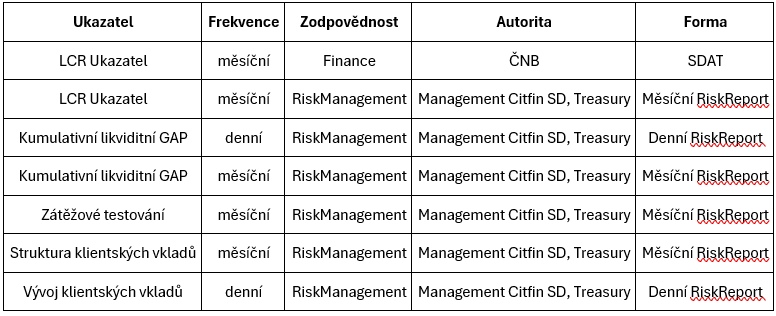 Ukazatel Frekvence Zodpovědnost Autorita Forma
LCR Ukazatel měsíční Finance ČNB SDAT
LCR Ukazatel měsíční RiskManagement Management Citfin SD, Treasury Měsíční RiskReport
Kumulativní likviditní GAP denní RiskManagement Management Citfin SD, Treasury Denní RiskReport
Kumulativní likviditní GAP měsíční RiskManagement Management Citfin SD, Treasury Měsíční RiskReport
Zátěžové testování měsíční RiskManagement Management Citfin SD, Treasury Měsíční RiskReport
Struktura klientských vkladů měsíční RiskManagement Management Citfin SD, Treasury Měsíční RiskReport
Vývoj klientských vkladů denní RiskManagement Management Citfin SD, Treasury Denní RiskReport